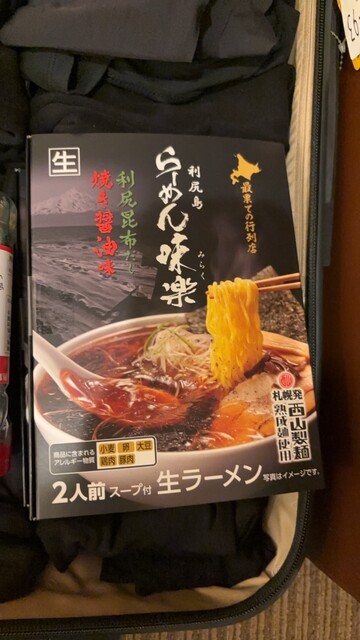 生
利尻島
らーめん味楽
みらく
最東ての行列店
利尻昆布だし
焼き醤油味
札幌発
西山製麺
熟成麺使用
商品に含まれる
アレルギー物質
小麦 卵 大豆
鶏肉 豚肉
2人前 スープ付 生ラーメン
写真はイメージです。